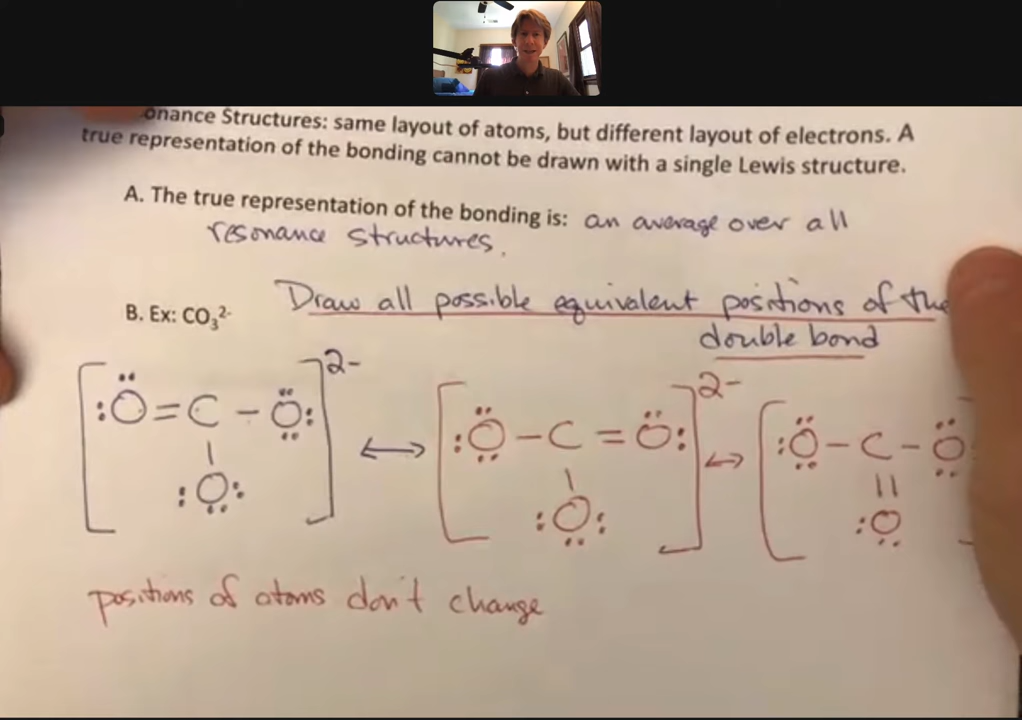 onance Structures: same layout of atoms, but different layout of electrons. A
true representation of the bonding cannot be drawn with a single Lewis structure.
A. The true representation of the bonding is: an average over all
resonance structures.
B. Ex: CO₃²⁻ Draw all possible equivalent positions of the
double bond
[:Ö=C-Ö:]2- ↔ [:Ö-C=Ö:]2- ↔ [:Ö-C-Ö
| | ||
:O: :O: :O
positions of atoms don't change